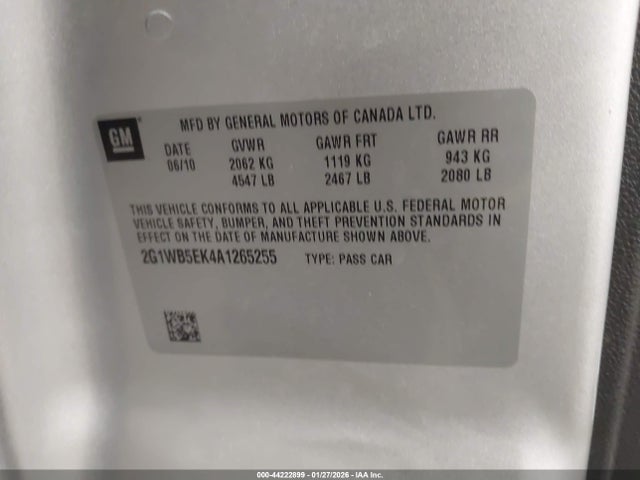 GM
MFD BY GENERAL MOTORS OF CANADA LTD.
DATE GVWR GAWR FRT GAWR RR
06/10 2062 KG 1119 KG 943 KG
4547 LB 2467 LB 2080 LB
THIS VEHICLE CONFORMS TO ALL APPLICABLE U.S. FEDERAL MOTOR
VEHICLE SAFETY, BUMPER, AND THEFT PREVENTION STANDARDS IN
EFFECT ON THE DATE OF MANUFACTURE SHOWN ABOVE.
2G1WB5EK4A1265255 TYPE: PASS CAR
000-44222899 - 01/27/2026 - IAA Inc.